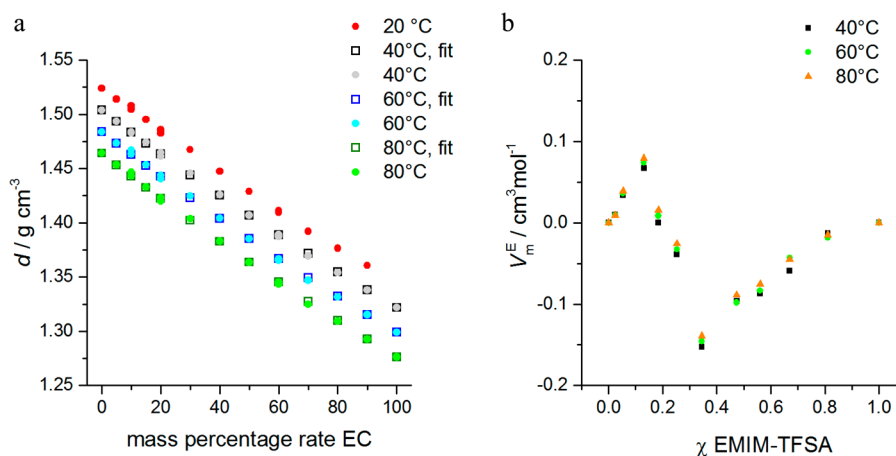 a
20 °C
40°C, fit
40°C
60°C, fit
60°C
80°C, fit
80°C
1.55
1.50
1.45
1.40
1.35
1.30
1.25
d / g cm⁻³
0 20 40 60 80 100
mass percentage rate EC
b
40°C
60°C
80°C
0.2
0.1
0.0
-0.1
-0.2
V_m^E / cm³mol⁻¹
0.0 0.2 0.4 0.6 0.8 1.0
χ EMIM-TFSA